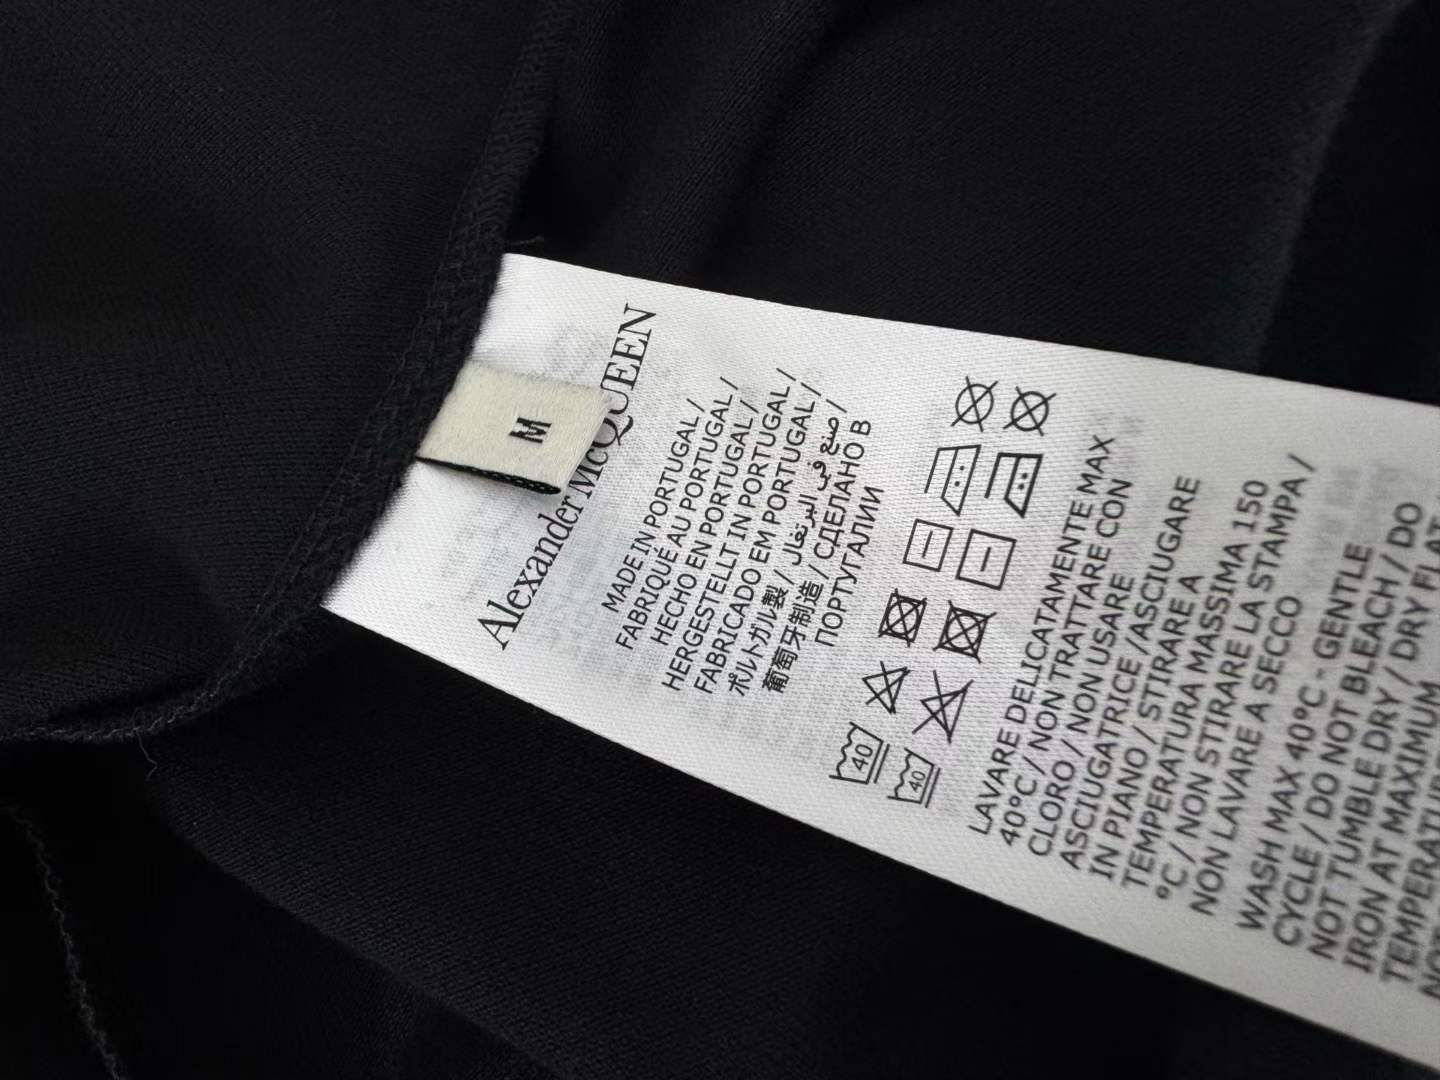 M
Alexander McQUEEN
MADE IN PORTUGAL /
FABRIQUÉ AU PORTUGAL /
HECHO EN PORTUGAL /
HERGESTELLT IN PORTUGAL /
FABRICADO EM PORTUGAL /
ポルトガル製 / صنع في البرتغال /
葡萄牙制造 / СДЕЛАНО В
ПОРТУГАЛИИ
40
40
LAVARE DELICATAMENTE MAX
40°C / NON TRATTARE CON
CLORO / NON USARE
ASCIUGATRICE /ASCIUGARE
IN PIANO / STIRARE A
TEMPERATURA MASSIMA 150
°C / NON STIRARE LA STAMPA /
NON LAVARE A SECCO
WASH MAX 40°C - GENTLE
CYCLE / DO NOT BLEACH / DO
NOT TUMBLE DRY / DRY FLAT
IRON AT MAXIMUM